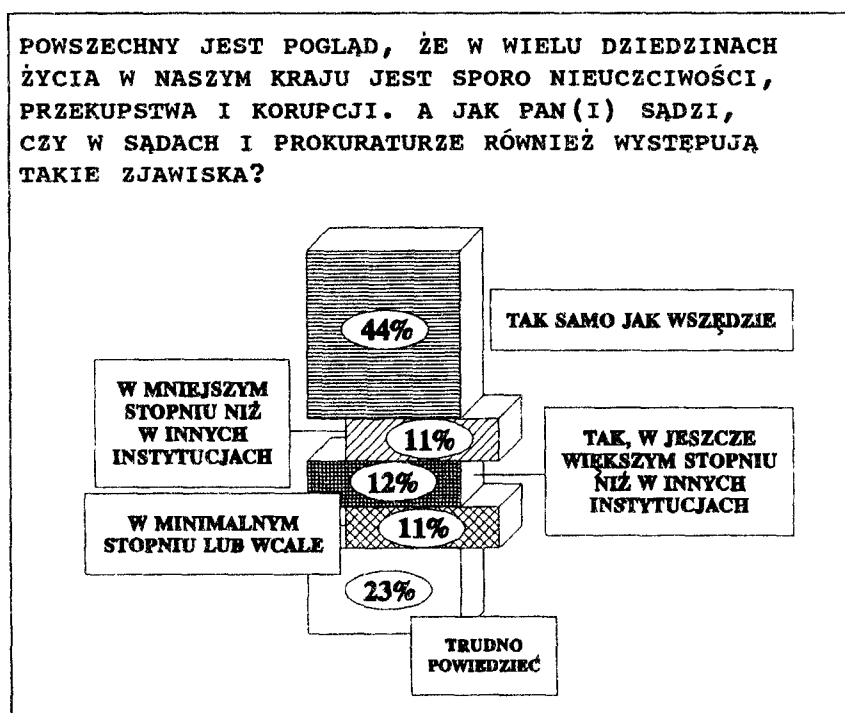 POWSZECHNY JEST POGLĄD, ŻE W WIELU DZIEDZINACH
ŻYCIA W NASZYM KRAJU JEST SPORO NIEUCZCIWOŚCI,
PRZEKUPSTWA I KORUPCJI. A JAK PAN(I) SĄDZI,
CZY W SĄDACH I PROKURATURZE RÓWNIEŻ WYSTĘPUJĄ
TAKIE ZJAWISKA?
44%
TAK SAMO JAK WSZĘDZIE
W MNIEJSZYM
STOPNIU NIŻ
W INNYCH
INSTYTUCJACH
11%
12%
TAK, W JESZCZE
WIĘKSZYM STOPNIU
NIŻ W INNYCH
INSTYTUCJACH
W MINIMALNYM
STOPNIU LUB WCALE
11%
23%
TRUDNO
POWIEDZIEĆ